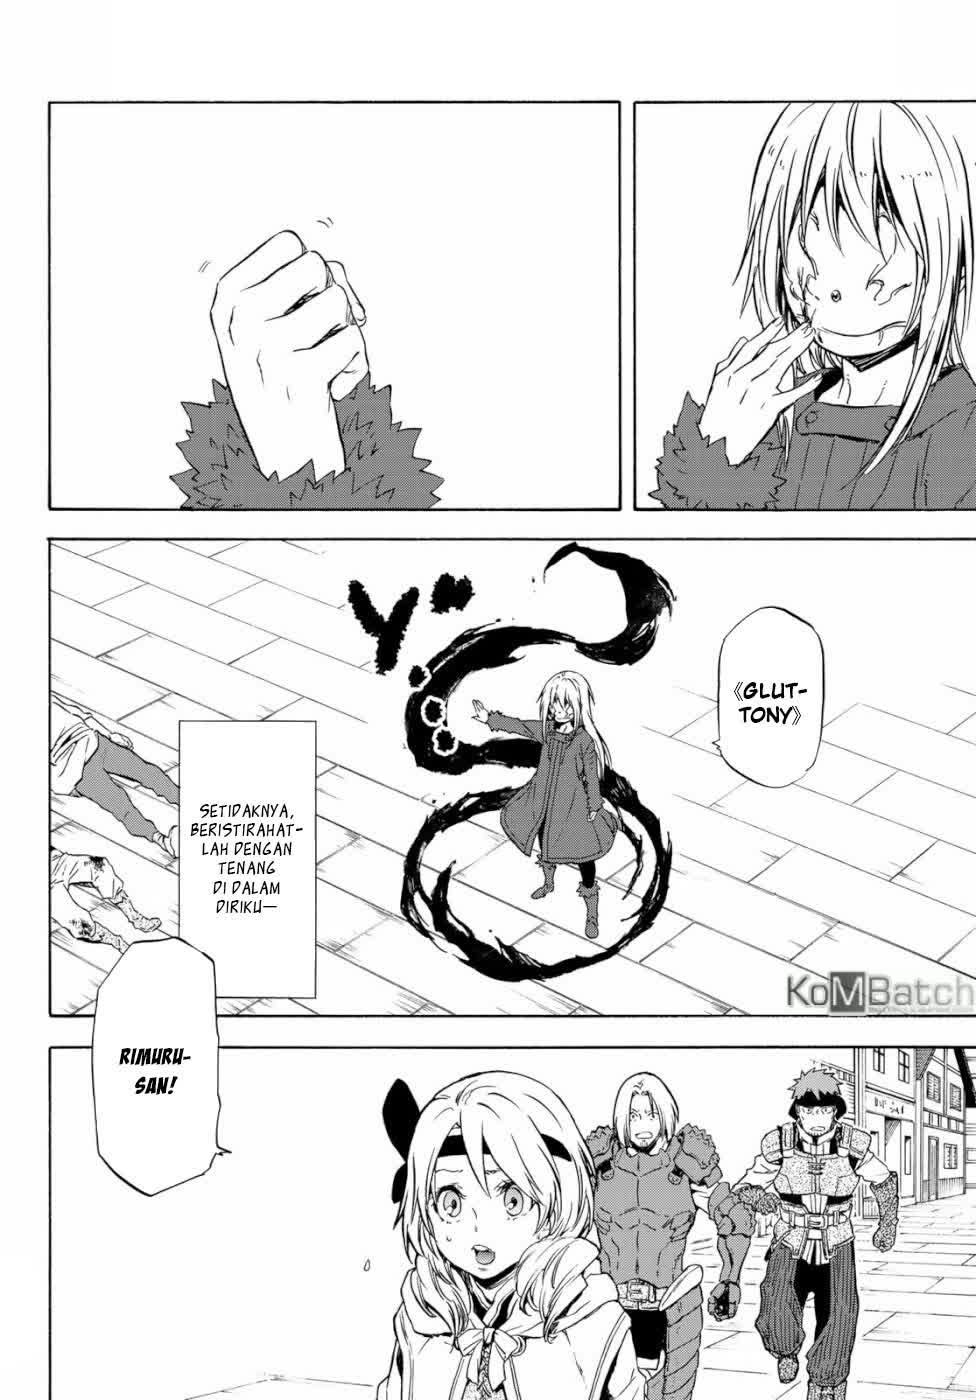 《GLUT-
TONY》
SETIDAKNYA,
BERISTIRAHAT-
LAH DENGAN
TENANG
DI DALAM
DIRIKU—
KoMBatch
RIMURU-
SAN!